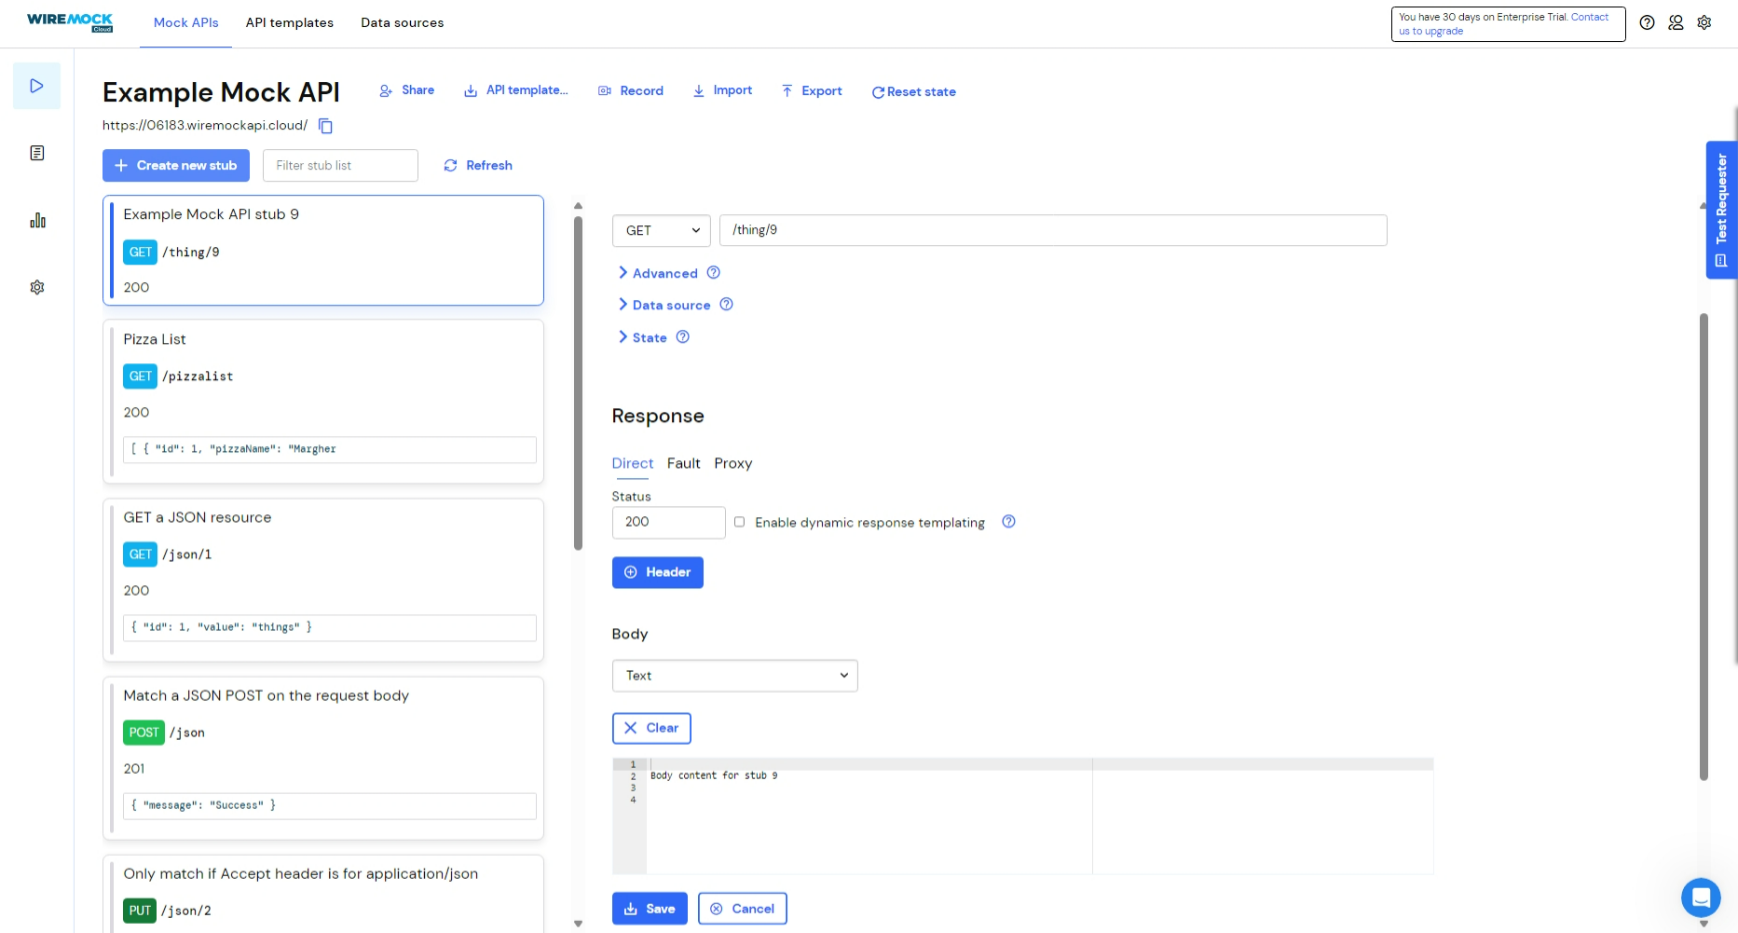 WIREMOCK
Cloud
Mock APIs
API templates
Data sources
You have 30 days on Enterprise Trial. Contact
us to upgrade
Example Mock API
Share
API template...
Record
Import
Export
Reset state
https://06183.wiremockapi.cloud/
Create new stub
Filter stub list
Refresh
Test Requester
Example Mock API stub 9
GET /thing/9
200
Pizza List
GET /pizzalist
200
[ { "id": 1, "pizzaName": "Margher
GET a JSON resource
GET /json/1
200
{ "id": 1, "value": "things" }
Match a JSON POST on the request body
POST /json
201
{ "message": "Success" }
Only match if Accept header is for application/json
PUT /json/2
GET
/thing/9
Advanced
Data source
State
Response
Direct Fault Proxy
Status
200
Enable dynamic response templating
Header
Body
Text
Clear
1
2 Body content for stub 9
3
4
Save
Cancel